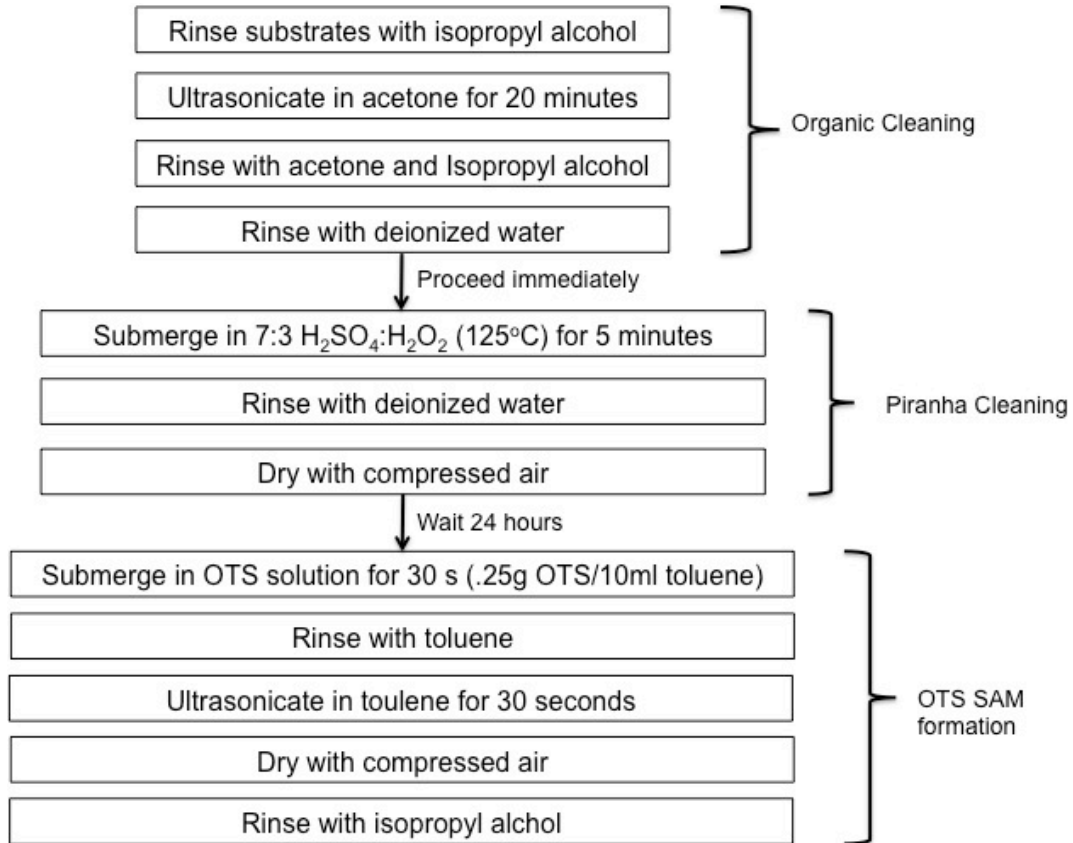 Rinse substrates with isopropyl alcohol
Ultrasonicate in acetone for 20 minutes
Rinse with acetone and Isopropyl alcohol
Rinse with deionized water
Organic Cleaning
Proceed immediately
Submerge in 7:3 H₂SO₄:H₂O₂ (125°C) for 5 minutes
Rinse with deionized water
Dry with compressed air
Piranha Cleaning
Wait 24 hours
Submerge in OTS solution for 30 s (.25g OTS/10ml toluene)
Rinse with toluene
Ultrasonicate in toulene for 30 seconds
Dry with compressed air
Rinse with isopropyl alchol
OTS SAM
formation